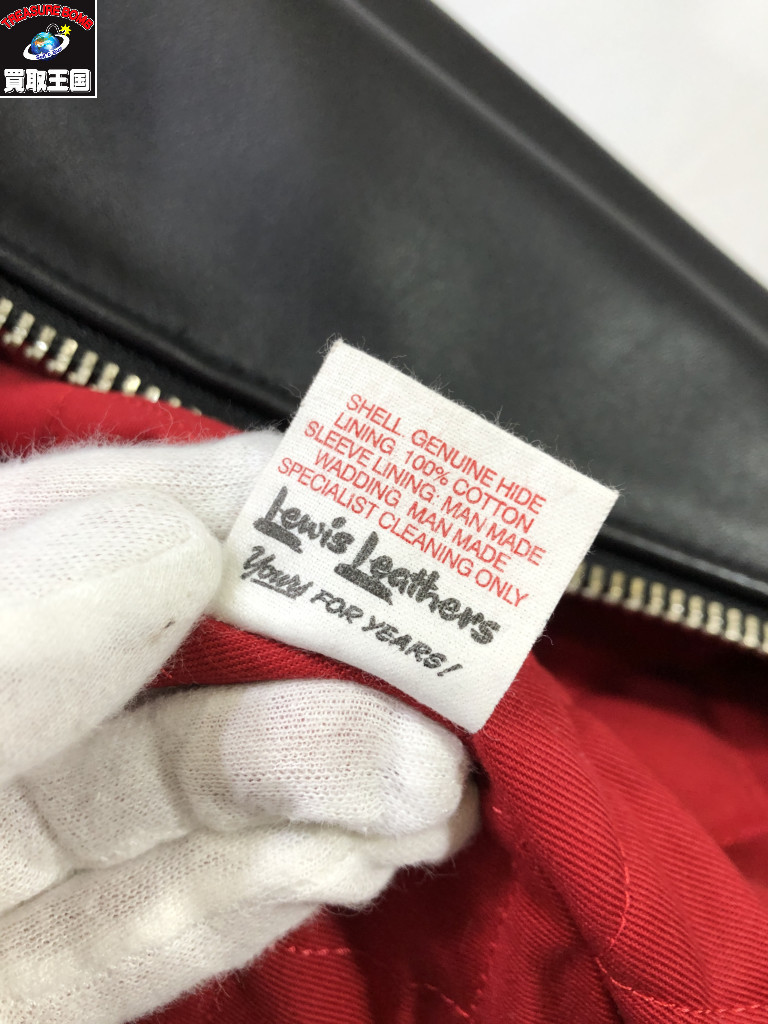 TREASURE BOMB
買取王国
SHELL. GENUINE HIDE
LINING. 100% COTTON
SLEEVE LINING: MAN MADE
WADDING. MAN MADE
SPECIALIST CLEANING ONLY
Lewis Leathers
Yours FOR YEARS!